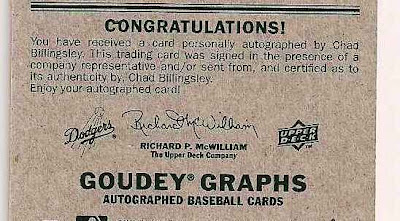 CONGRATULATIONS!
You have received a card personally autographed by Chad
Billingsley. This trading card was signed in the presence of a
company representative and/or sent from, and certified as to
its authenticity by, Chad Billingsley.
Enjoy your autographed card!
Dodgers
Richard P. McWilliam
UPPER
DECK
RICHARD P. McWILLIAM
The Upper Deck Company
GOUDEY® GRAPHS
AUTOGRAPHED BASEBALL CARDS